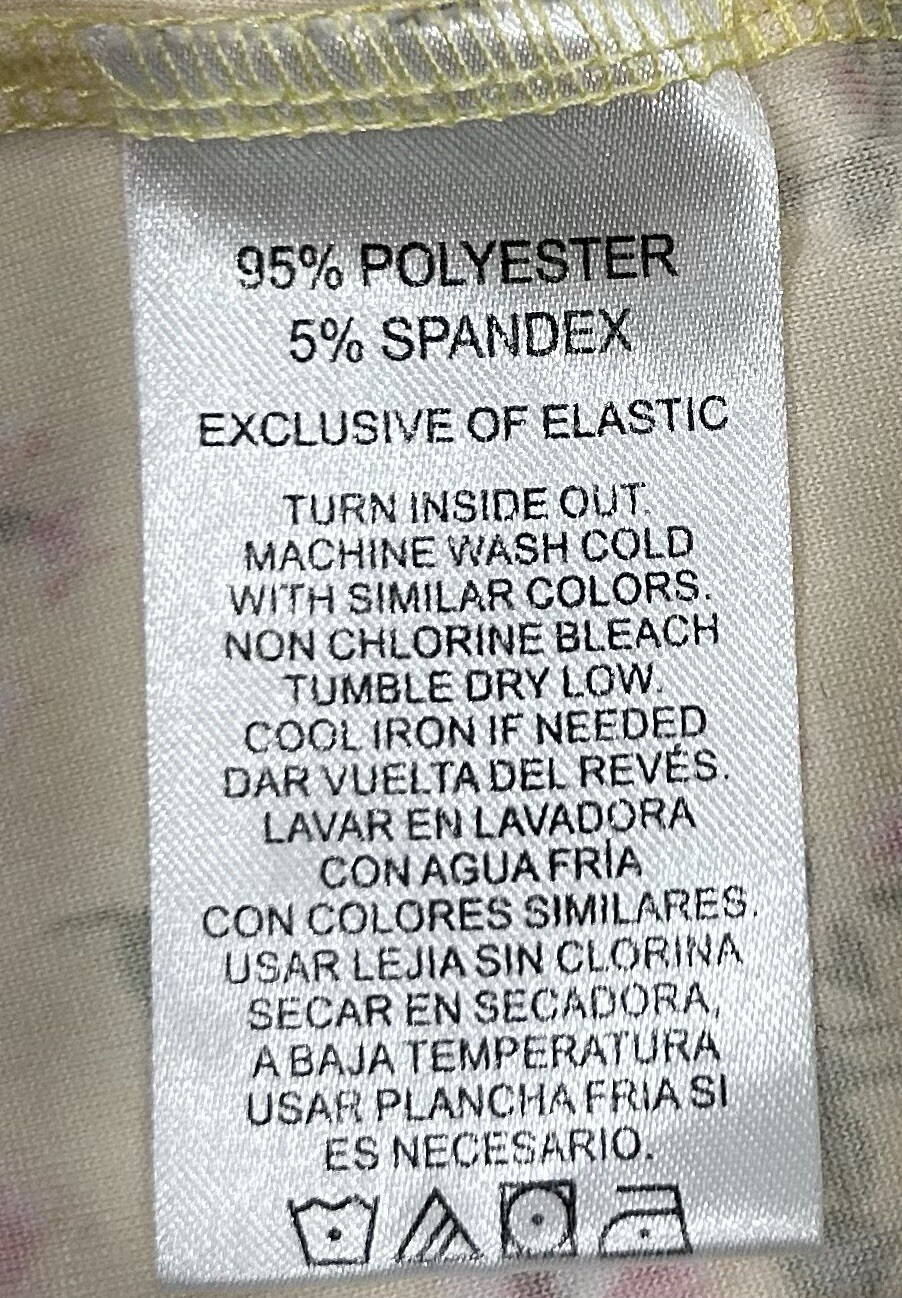 95% POLYESTER
5% SPANDEX
EXCLUSIVE OF ELASTIC
TURN INSIDE OUT.
MACHINE WASH COLD
WITH SIMILAR COLORS.
NON CHLORINE BLEACH
TUMBLE DRY LOW.
COOL IRON IF NEEDED
DAR VUELTA DEL REVÉS.
LAVAR EN LAVADORA
CON AGUA FRÍA
CON COLORES SIMILARES.
USAR LEJIA SIN CLORINA
SECAR EN SECADORA,
A BAJA TEMPERATURA
USAR PLANCHA FRIA SI
ES NECESARIO.